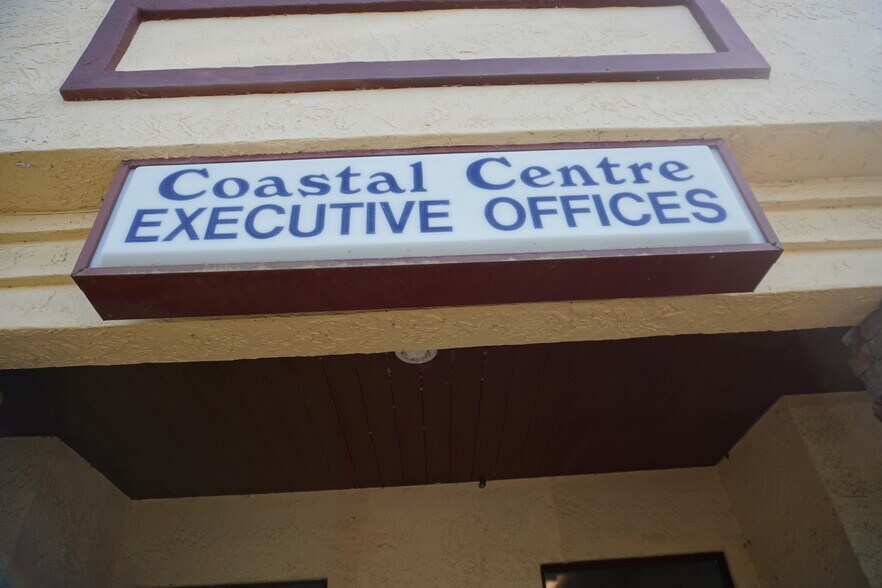 Coastal Centre
EXECUTIVE OFFICES